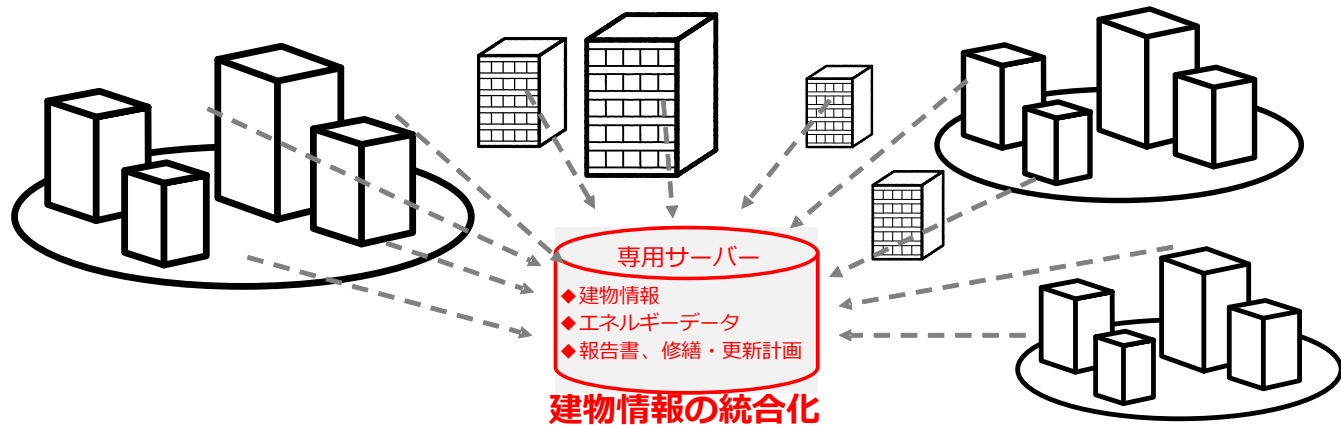 専用サーバー
◆建物情報
◆エネルギーデータ
◆報告書、修繕・更新計画
建物情報の統合化